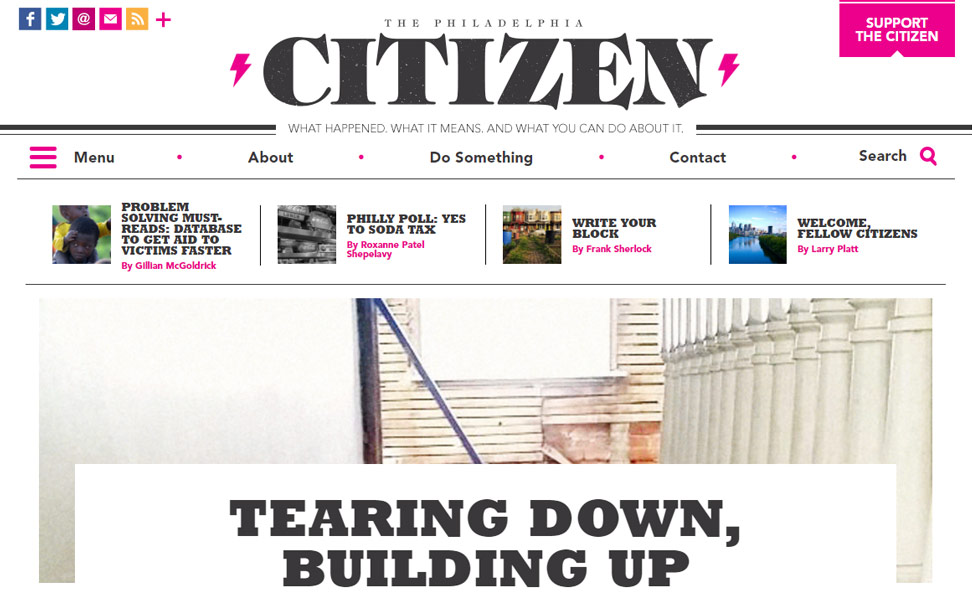 SUPPORT
THE CITIZEN
THE PHILADELPHIA
CITIZEN
WHAT HAPPENED. WHAT IT MEANS. AND WHAT YOU CAN DO ABOUT IT.
Menu • About • Do Something • Contact • Search
PROBLEM
SOLVING MUST-
READS: DATABASE
TO GET AID TO
VICTIMS FASTER
By Gillian McGoldrick
PHILLY POLL: YES
TO SODA TAX
By Roxanne Patel
Shepelavy
WRITE YOUR
BLOCK
By Frank Sherlock
WELCOME,
FELLOW CITIZENS
By Larry Platt
TEARING DOWN,
BUILDING UP